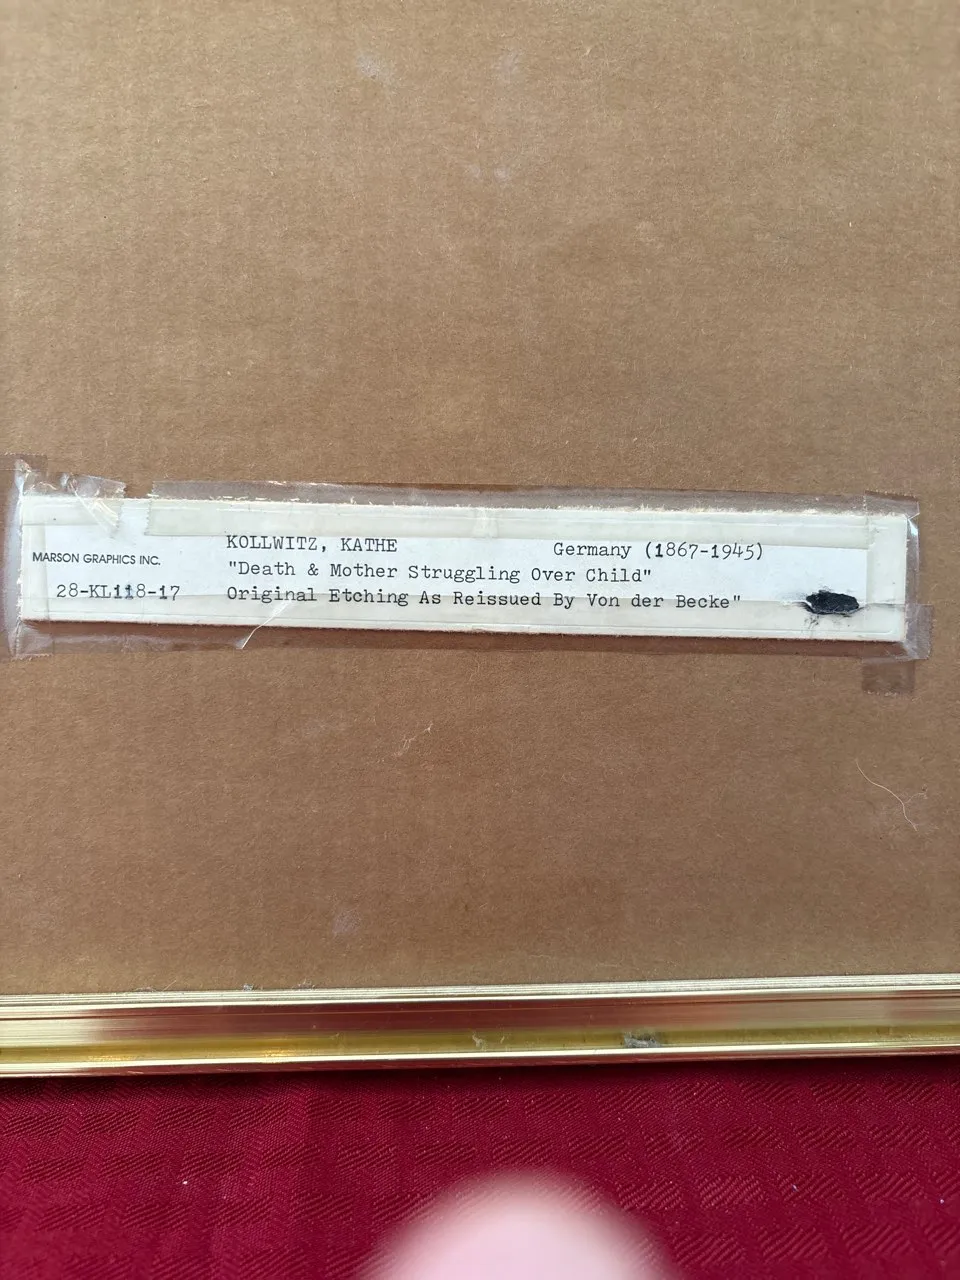 KOLLWITZ, KATHE Germany (1867-1945)
MARSON GRAPHICS INC.
"Death & Mother Struggling Over Child"
28-KL118-17 Original Etching As Reissued By Von der Becke"